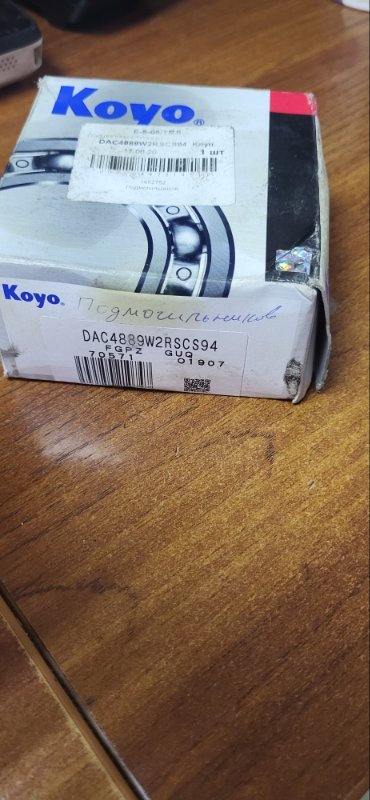 Koyo®
DAC4889W2RSCS94 Koyo
1 шт
Koyo® Подмогильников
DAC4889W2RSCS94
FGPZ GUQ
70571 01907